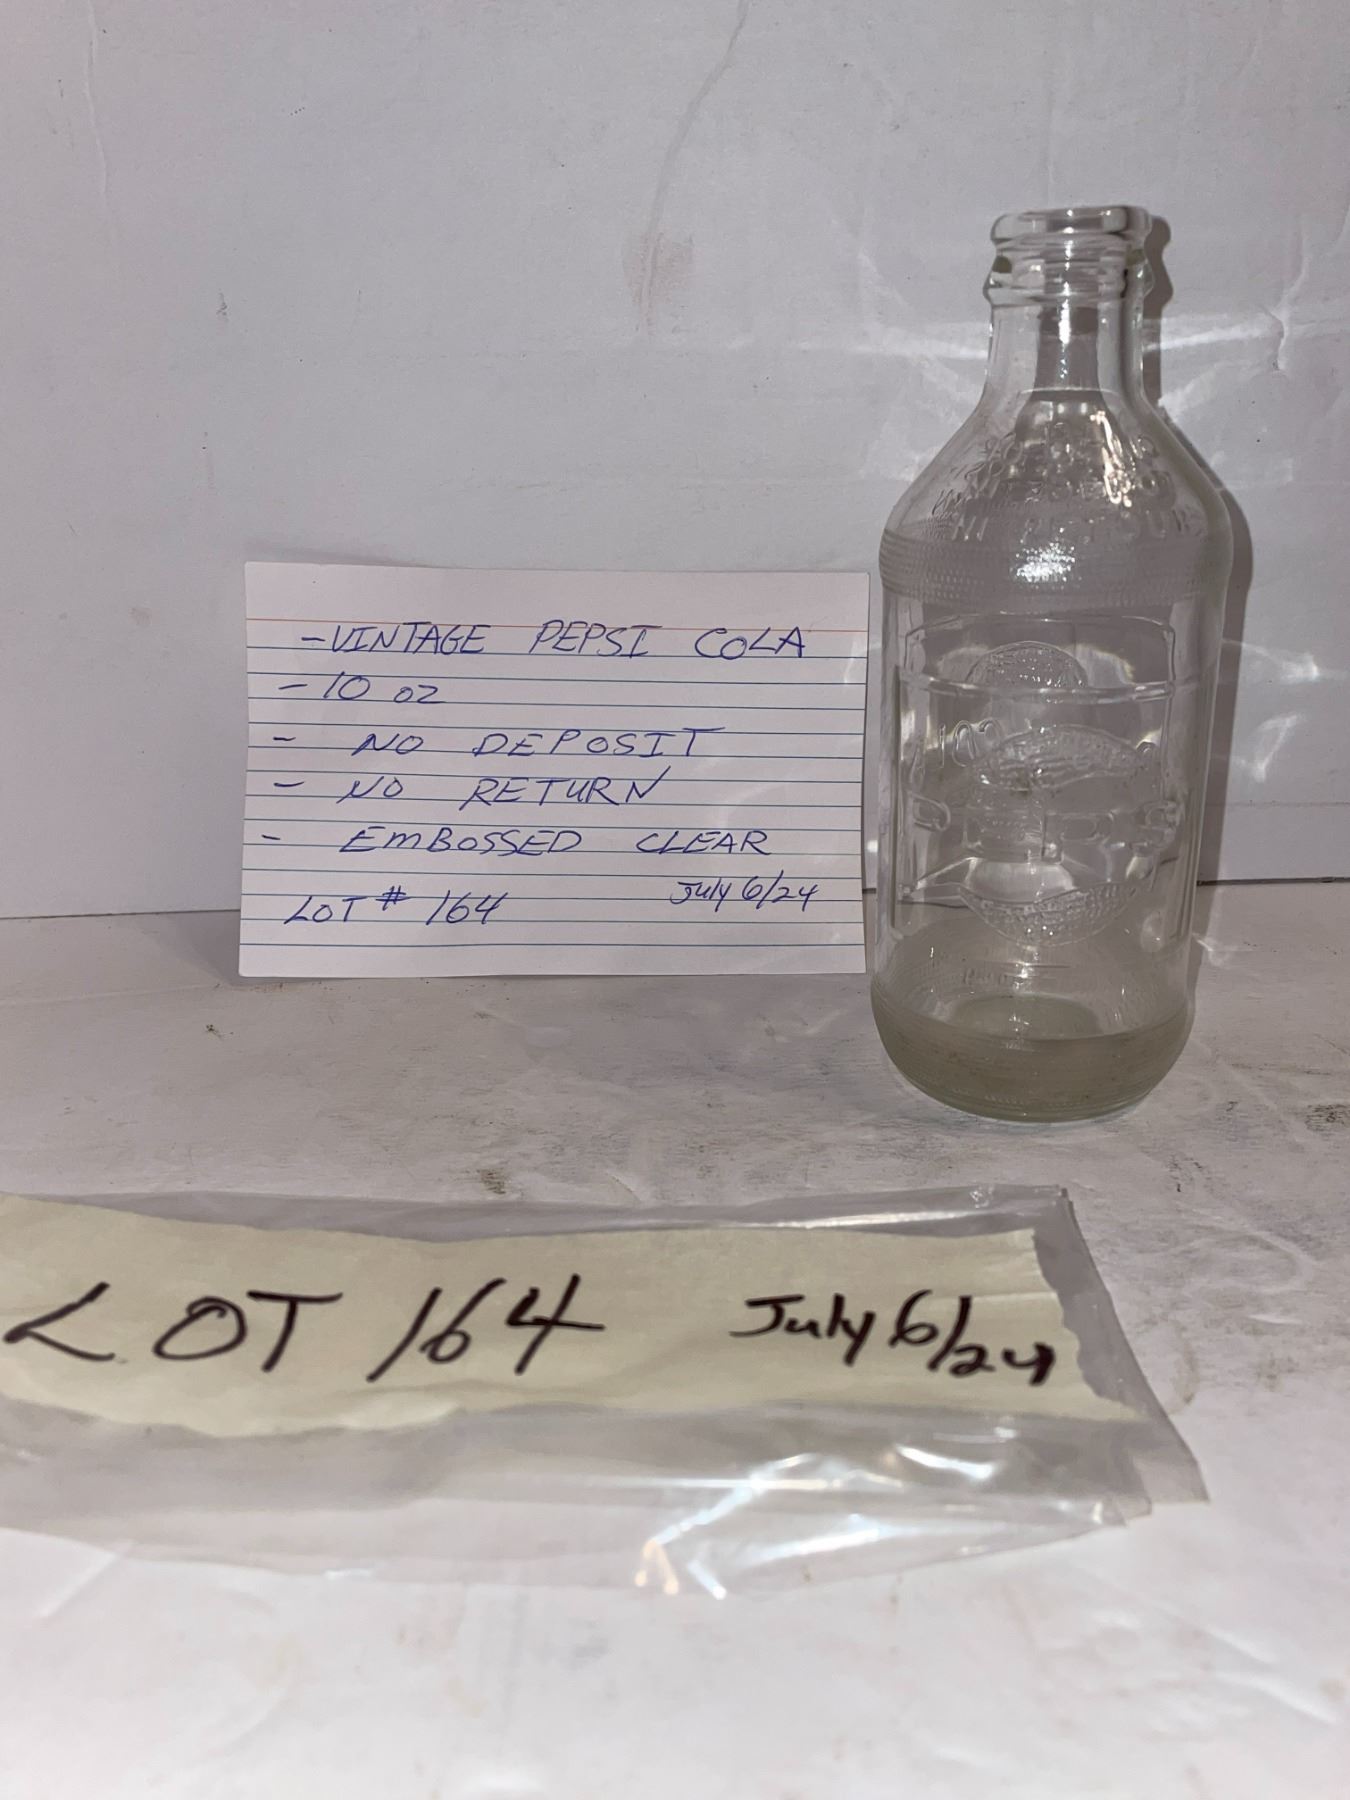 - VINTAGE PEPSI COLA
- 10 oz
- NO DEPOSIT
- NO RETURN
- EMBOSSED CLEAR
LOT # 164 July 6/24
LOT 164 July 6/24